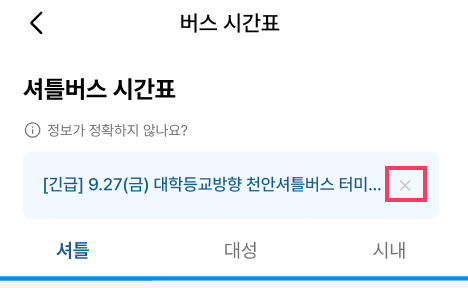 버스 시간표
셔틀버스 시간표
정보가 정확하지 않나요?
[긴급] 9.27(금) 대학등교방향 천안셔틀버스 터미...
셔틀 대성 시내